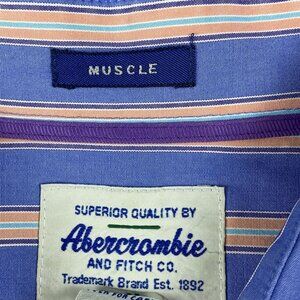 MUSCLE
SUPERIOR QUALITY BY
Abercrombie
AND FITCH CO.
Trademark Brand Est. 1892